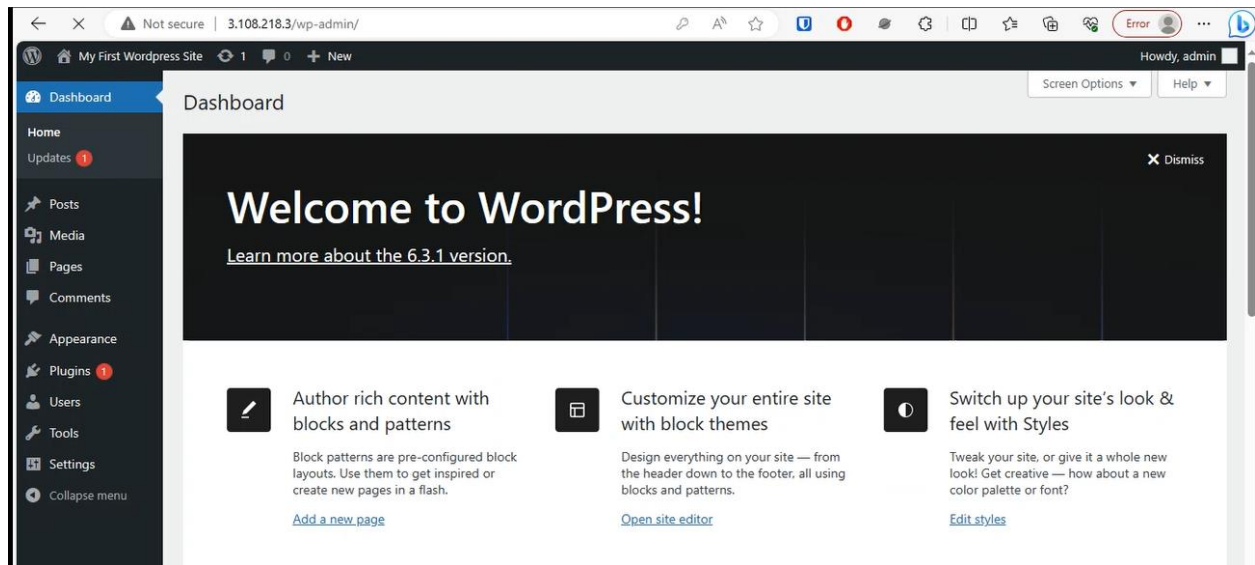 Not secure 3.108.218.3/wp-admin/ Error
My First Wordpress Site 1 0 + New Howdy, admin
Screen Options Help
Dashboard
Dashboard
Home
Updates 1
Posts
Media
Pages
Comments
Appearance
Plugins 1
Users
Tools
Settings
Collapse menu
Dismiss
Welcome to WordPress!
Learn more about the 6.3.1 version.
Author rich content with
blocks and patterns
Block patterns are pre-configured block
layouts. Use them to get inspired or
create new pages in a flash.
Add a new page
Customize your entire site
with block themes
Design everything on your site — from
the header down to the footer, all using
blocks and patterns.
Open site editor
Switch up your site's look &
feel with Styles
Tweak your site, or give it a whole new
look! Get creative — how about a new
color palette or font?
Edit styles